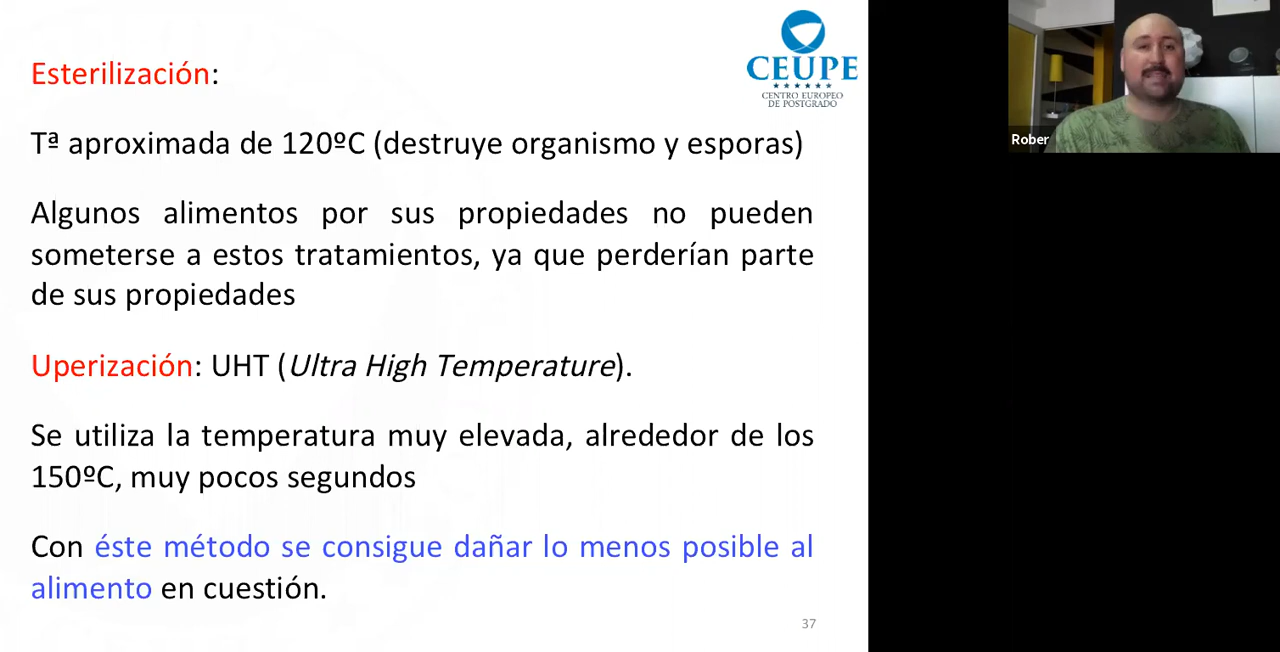 CEUPE
CENTRO EUROPEO
DE POSTGRADO
Esterilización:
Tª aproximada de 120ºC (destruye organismo y esporas)
Algunos alimentos por sus propiedades no pueden
someterse a estos tratamientos, ya que perderían parte
de sus propiedades
Uperización: UHT (Ultra High Temperature).
Se utiliza la temperatura muy elevada, alrededor de los
150ºC, muy pocos segundos
Con éste método se consigue dañar lo menos posible al
alimento en cuestión.
37
Rober